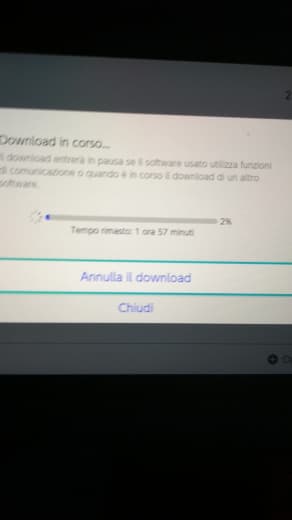 2
Download in corso...
Il download entrerà in pausa se il software usato utilizza funzioni
di comunicazione o quando è in corso il download di un altro
software.
2%
Tempo rimasto: 1 ora 57 minuti
Annulla il download
Chiudi